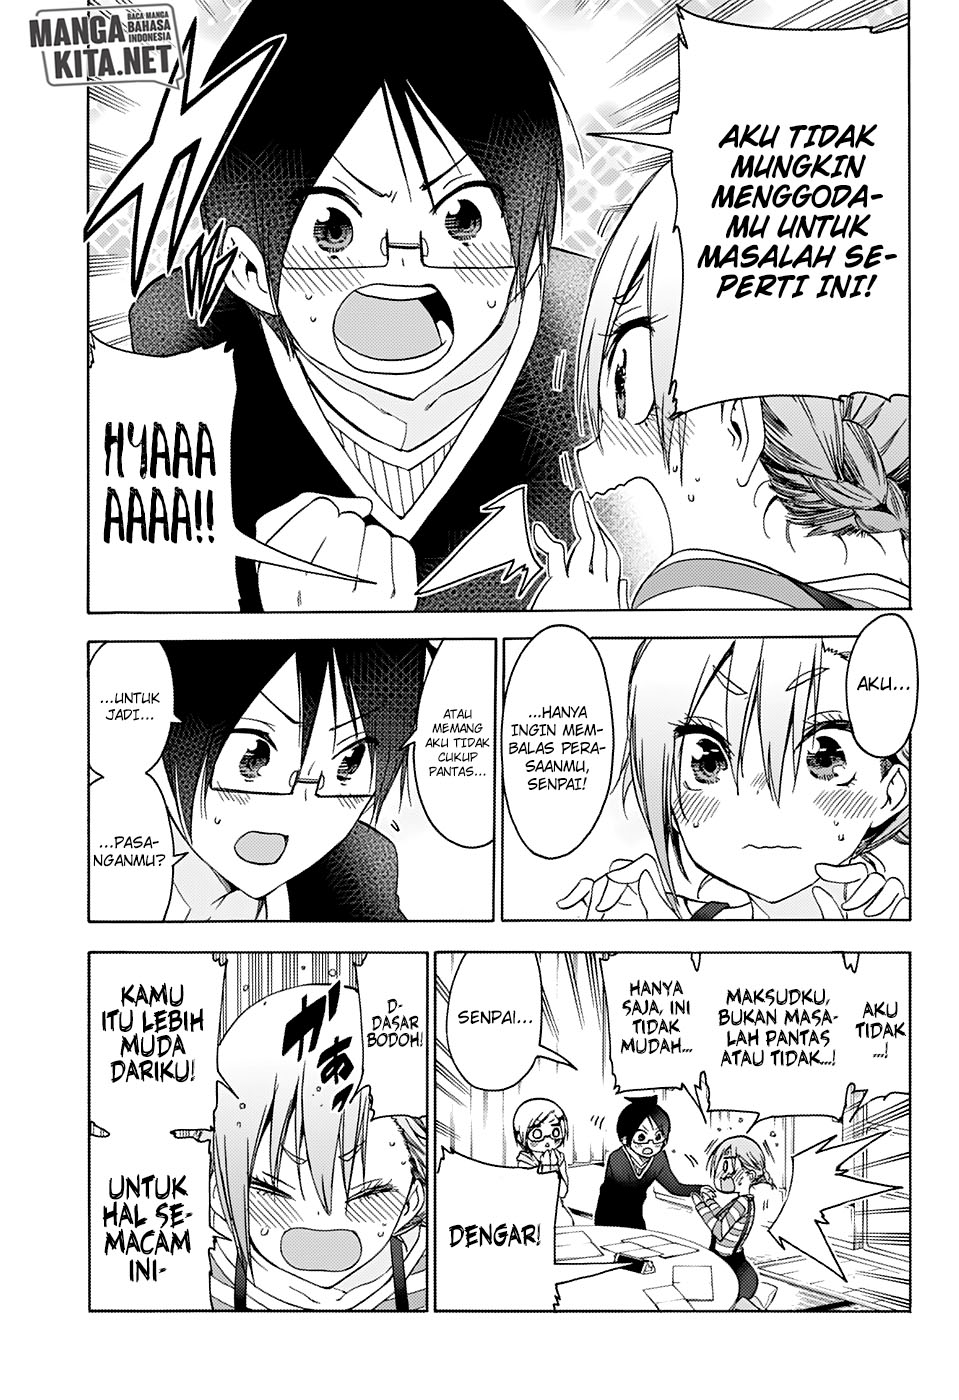 MANGA
KITA.NET
BACA MANGA
BAHASA
INDONESIA
AKU TIDAK
MUNGKIN
MENGGODA-
MU UNTUK
MASALAH SE-
PERTI INI!
HYAAA
AAAA!!
AKU...
...HANYA
INGIN MEM-
BALAS PERA-
SAANMU,
SENPAI!
ATAU
MEMANG
AKU TIDAK
CUKUP
PANTAS...
...UNTUK
JADI...
...PASA-
NGANMU?
AKU
TIDAK
...!
MAKSUDKU,
BUKAN MASA-
LAH PANTAS
ATAU TIDAK...!
HANYA
SAJA, INI
TIDAK
MUDAH...
SENPAI...
DENGAR!
D-
DASAR
BODOH!
KAMU
ITU LEBIH
MUDA
DARIKU!
UNTUK
HAL SE-
MACAM
INI-